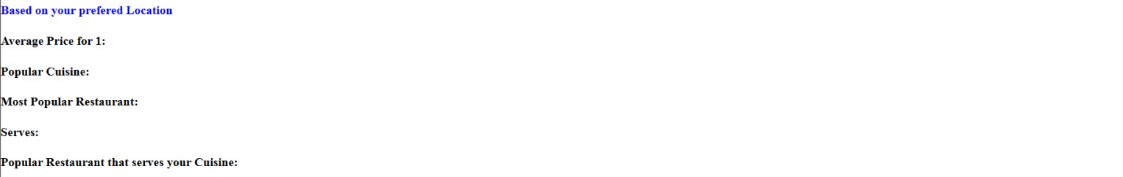 Based on your prefered Location
Average Price for 1:
Popular Cuisine:
Most Popular Restaurant:
Serves:
Popular Restaurant that serves your Cuisine: